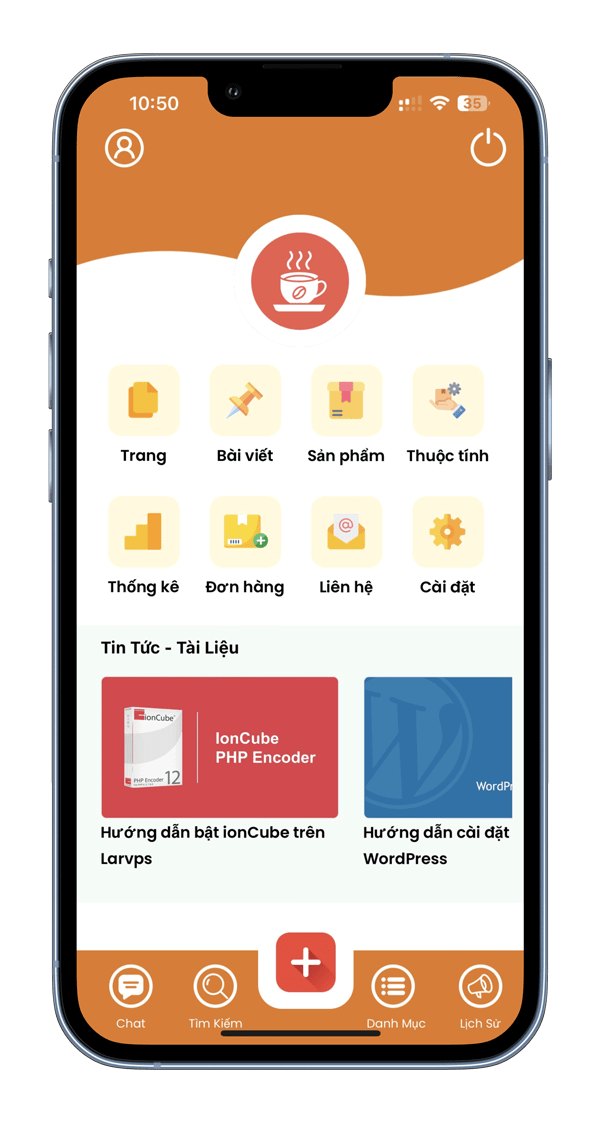 10:50
35
Trang
Bài viết
Sản phẩm
Thuộc tính
@
Thống kê
Đơn hàng
Liên hệ
Cài đặt
Tin Tức - Tài Liệu
ionCube
PHP Encoder 12
IonCube
PHP Encoder
WordPr
Hướng dẫn bật ionCube trên
Larvps
Hướng dẫn cài đặt
WordPress
Chat
Tìm Kiếm
Danh Mục
Lịch Sử